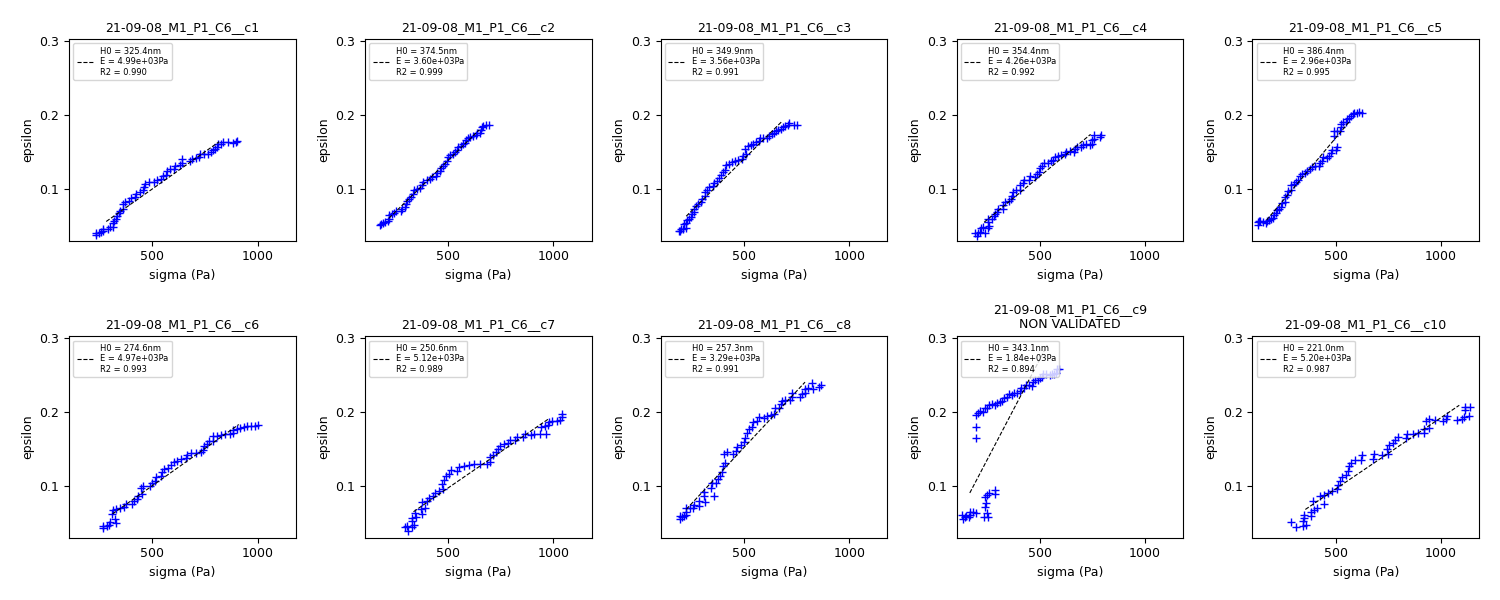 21-09-08_M1_P1_C6__c1
0.3
0.2
0.1
epsilon
H0 = 325.4nm
E = 4.99e+03Pa
R2 = 0.990
500
1000
sigma (Pa)
21-09-08_M1_P1_C6__c2
0.3
0.2
0.1
epsilon
H0 = 374.5nm
E = 3.60e+03Pa
R2 = 0.999
500
1000
sigma (Pa)
21-09-08_M1_P1_C6__c3
0.3
0.2
0.1
epsilon
H0 = 349.9nm
E = 3.56e+03Pa
R2 = 0.991
500
1000
sigma (Pa)
21-09-08_M1_P1_C6__c4
0.3
0.2
0.1
epsilon
H0 = 354.4nm
E = 4.26e+03Pa
R2 = 0.992
500
1000
sigma (Pa)
21-09-08_M1_P1_C6__c5
0.3
0.2
0.1
epsilon
H0 = 386.4nm
E = 2.96e+03Pa
R2 = 0.995
500
1000
sigma (Pa)
21-09-08_M1_P1_C6__c6
0.3
0.2
0.1
epsilon
H0 = 274.6nm
E = 4.97e+03Pa
R2 = 0.993
500
1000
sigma (Pa)
21-09-08_M1_P1_C6__c7
0.3
0.2
0.1
epsilon
H0 = 250.6nm
E = 5.12e+03Pa
R2 = 0.989
500
1000
sigma (Pa)
21-09-08_M1_P1_C6__c8
0.3
0.2
0.1
epsilon
H0 = 257.3nm
E = 3.29e+03Pa
R2 = 0.991
500
1000
sigma (Pa)
21-09-08_M1_P1_C6__c9
NON VALIDATED
0.3
0.2
0.1
epsilon
H0 = 343.1nm
E = 1.84e+03Pa
R2 = 0.894
500
1000
sigma (Pa)
21-09-08_M1_P1_C6__c10
0.3
0.2
0.1
epsilon
H0 = 221.0nm
E = 5.20e+03Pa
R2 = 0.987
500
1000
sigma (Pa)